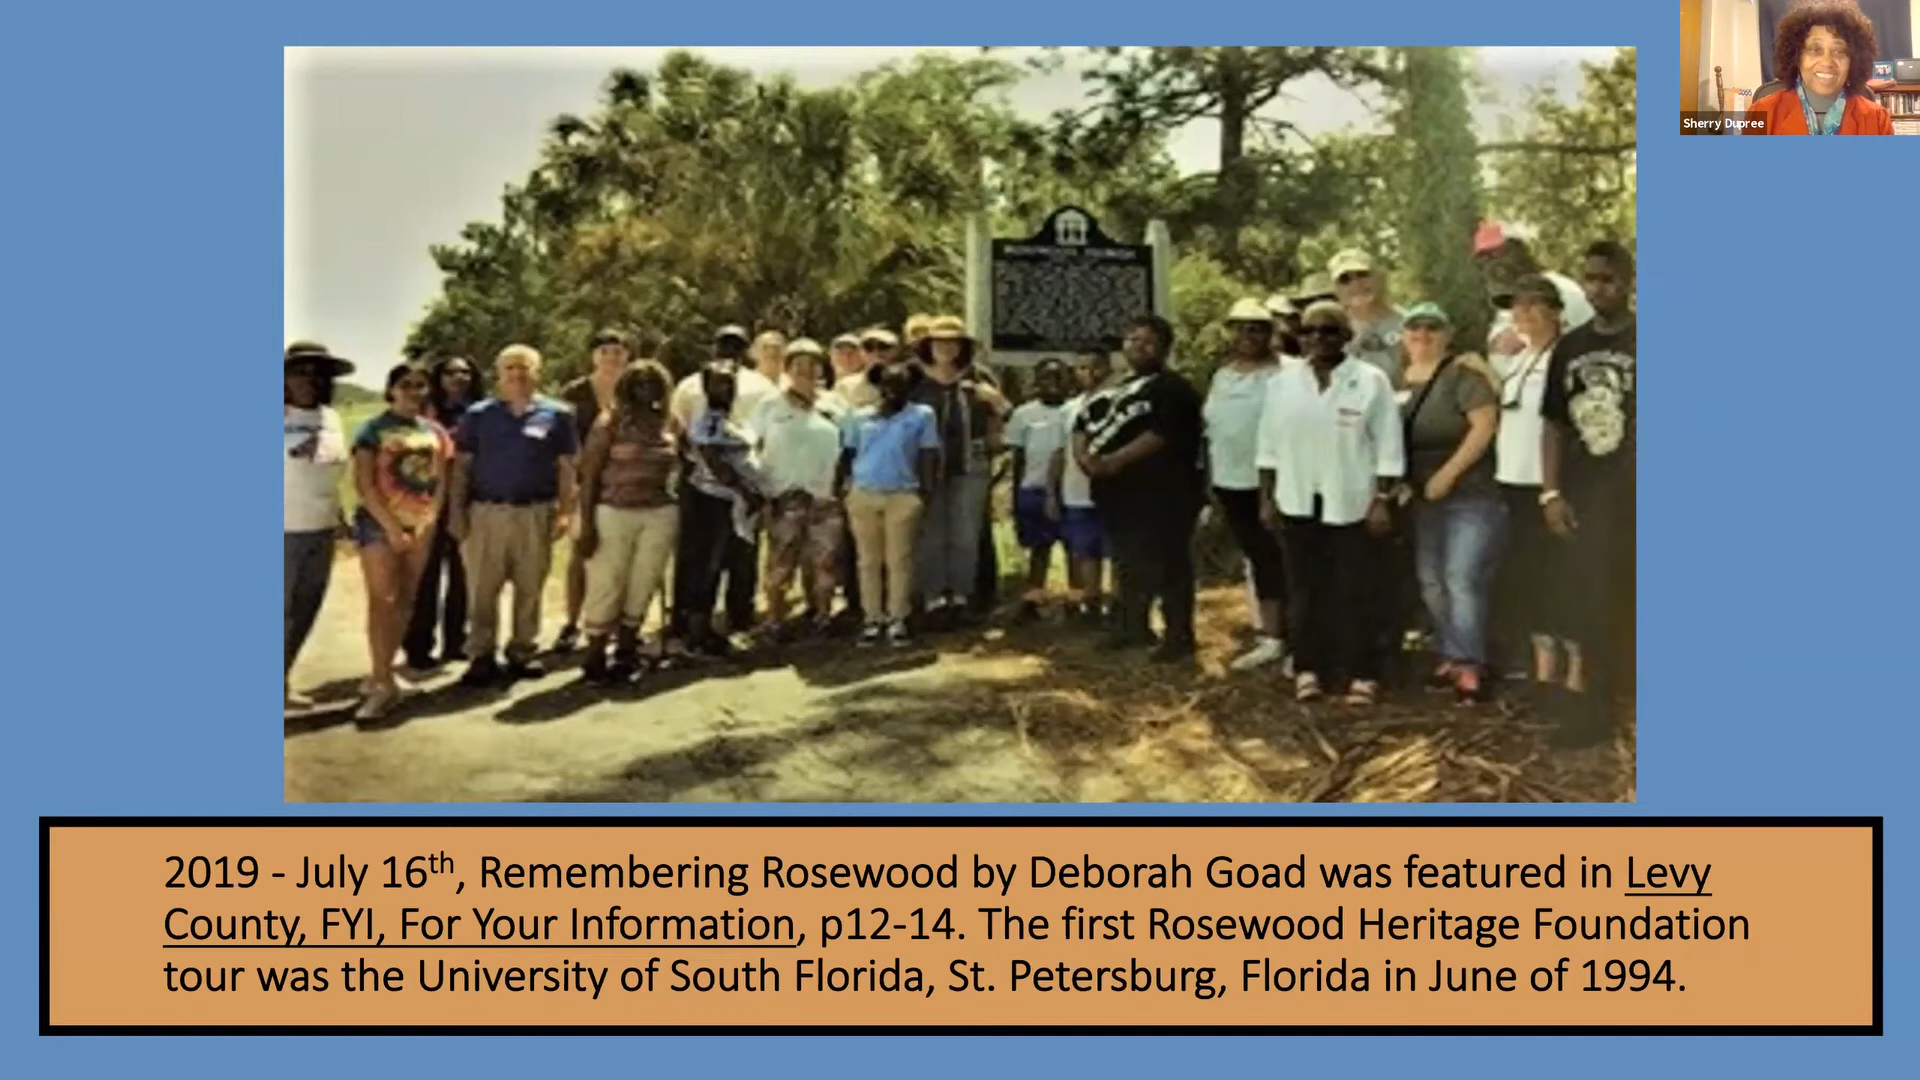 Sherry Dupree
2019 - July 16th, Remembering Rosewood by Deborah Goad was featured in Levy
County, FYI, For Your Information, p12-14. The first Rosewood Heritage Foundation
tour was the University of South Florida, St. Petersburg, Florida in June of 1994.